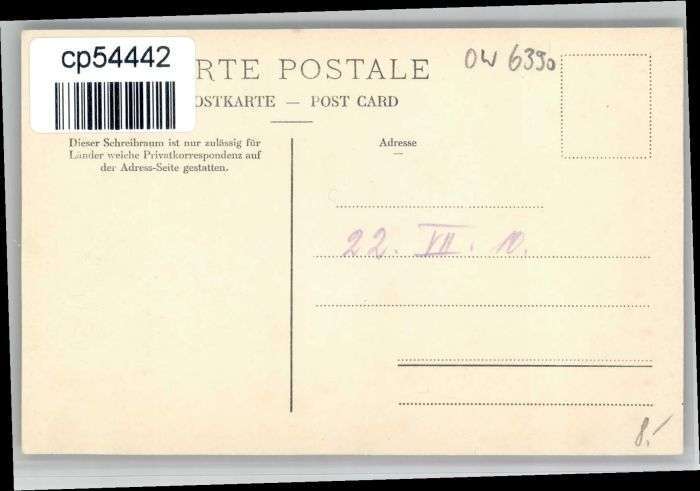 cp54442
RTE POSTALE
OW 6390
OSTKARTE — POST CARD
Dieser Schreibraum ist nur zulässig für
Länder welche Privatkorrespondenz auf
der Adress-Seite gestatten.
Adresse
22. VII. 10.
8.-